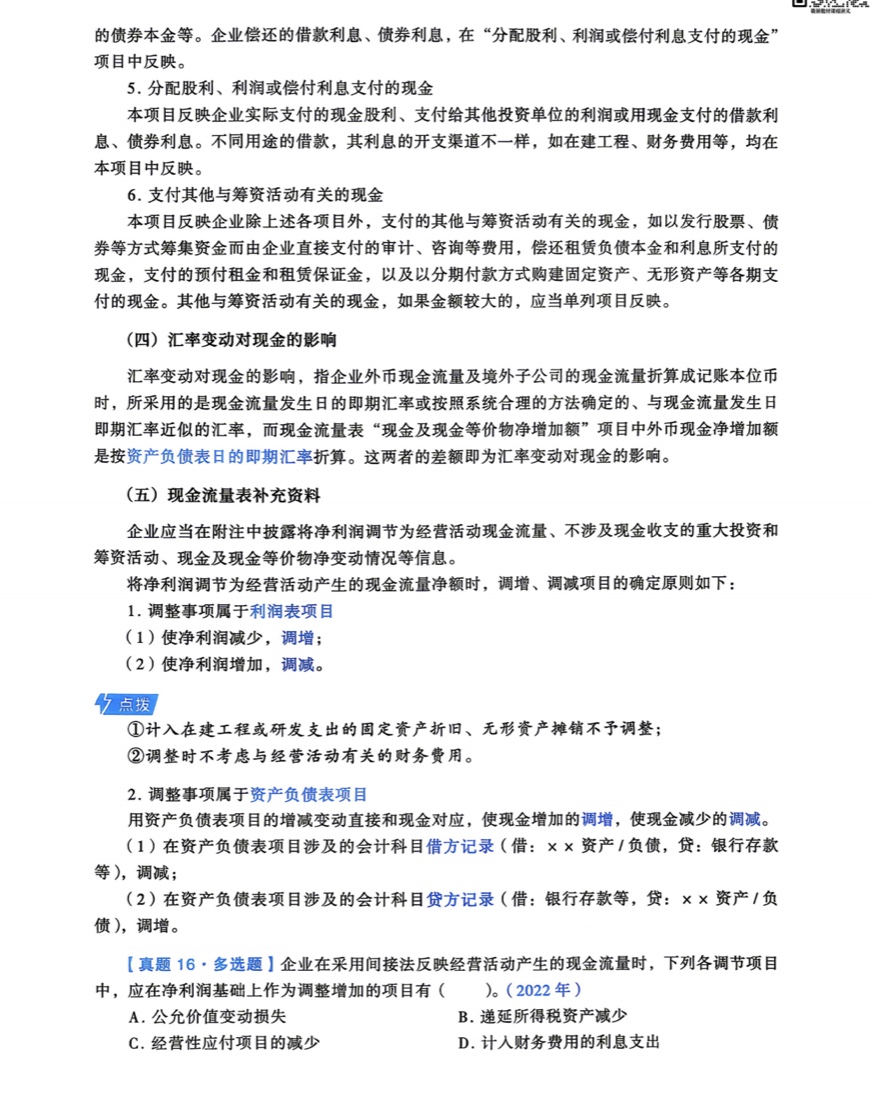 的债券本金等。企业偿还的借款利息、债券利息，在“分配股利、利润或偿付利息支付的现金”
项目中反映。
5. 分配股利、利润或偿付利息支付的现金
本项目反映企业实际支付的现金股利、支付给其他投资单位的利润或用现金支付的借款利
息、债券利息。不同用途的借款，其利息的开支渠道不一样，如在建工程、财务费用等，均在
本项目中反映。
6. 支付其他与筹资活动有关的现金
本项目反映企业除上述各项目外，支付的其他与筹资活动有关的现金，如以发行股票、债
券等方式筹集资金而由企业直接支付的审计、咨询等费用，偿还租赁负债本金和利息所支付的
现金，支付的预付租金和租赁保证金，以及以分期付款方式购建固定资产、无形资产等各期支
付的现金。其他与筹资活动有关的现金，如果金额较大的，应当单列项目反映。
（四）汇率变动对现金的影响
汇率变动对现金的影响，指企业外币现金流量及境外子公司的现金流量折算成记账本位币
时，所采用的是现金流量发生日的即期汇率或按照系统合理的方法确定的、与现金流量发生日
即期汇率近似的汇率，而现金流量表“现金及现金等价物净增加额”项目中外币现金净增加额
是按资产负债表日的即期汇率折算。这两者的差额即为汇率变动对现金的影响。
（五）现金流量表补充资料
企业应当在附注中披露将净利润调节为经营活动现金流量、不涉及现金收支的重大投资和
筹资活动、现金及现金等价物净变动情况等信息。
将净利润调节为经营活动产生的现金流量净额时，调增、调减项目的确定原则如下：
1. 调整事项属于利润表项目
（1）使净利润减少，调增；
（2）使净利润增加，调减。
点拨
①计入在建工程或研发支出的固定资产折旧、无形资产摊销不予调整；
②调整时不考虑与经营活动有关的财务费用。
2. 调整事项属于资产负债表项目
用资产负债表项目的增减变动直接和现金对应，使现金增加的调增，使现金减少的调减。
（1）在资产负债表项目涉及的会计科目借方记录（借：××资产/负债，贷：银行存款
等），调减；
（2）在资产负债表项目涉及的会计科目贷方记录（借：银行存款等，贷：××资产/负
债），调增。
【真题16·多选题】企业在采用间接法反映经营活动产生的现金流量时，下列各调节项目
中，应在净利润基础上作为调整增加的项目有（　　）。（2022年）
A. 公允价值变动损失 B. 递延所得税资产减少
C. 经营性应付项目的减少 D. 计入财务费用的利息支出